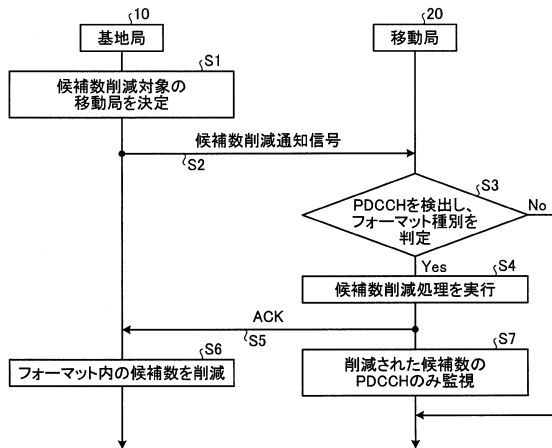 10
基地局
20
移動局
S1
候補数削減対象の
移動局を決定
候補数削減通知信号
S2
S3
PDCCHを検出し、
フォーマット種別を
判定
No
Yes
S4
候補数削減処理を実行
ACK
S5
S6
フォーマット内の候補数を削減
S7
削減された候補数の
PDCCHのみ監視